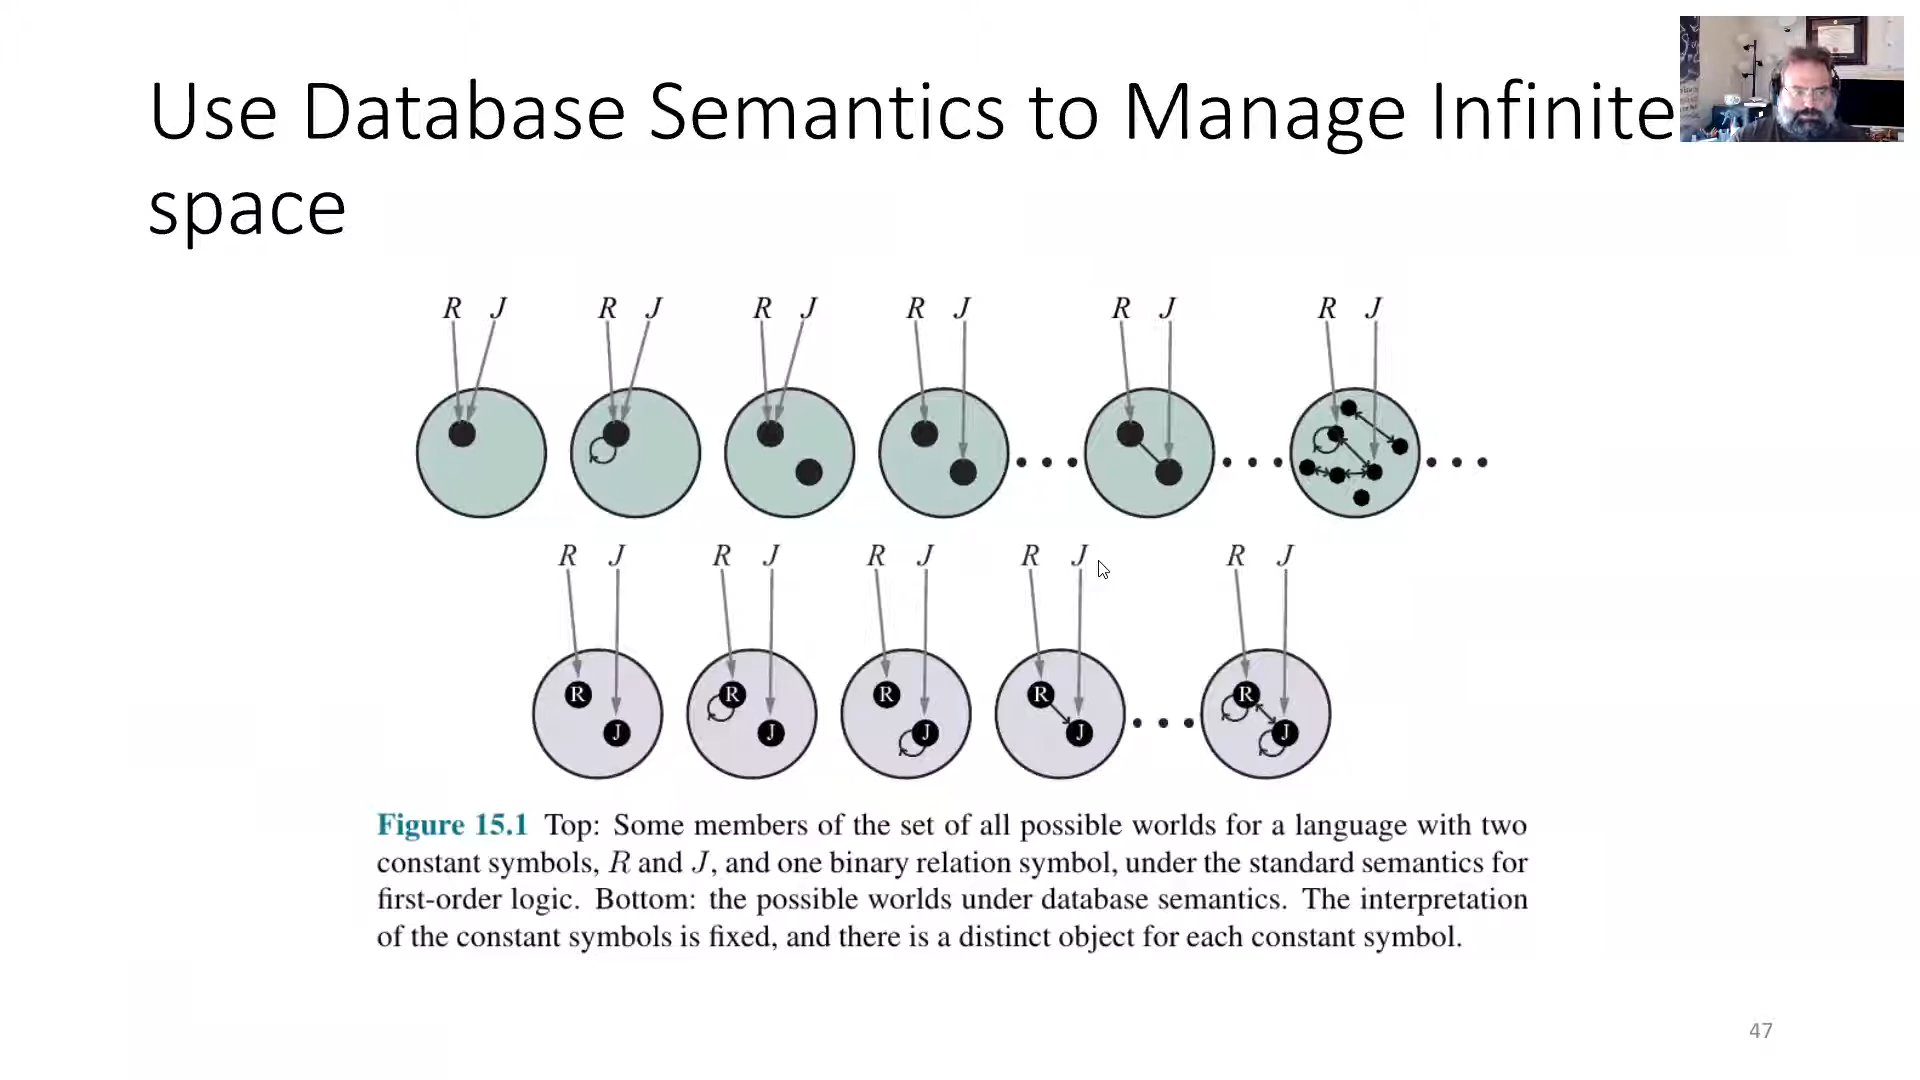 Use Database Semantics to Manage Infinite
space
R J R J R J R J R J R J
R J R J R J R J R J
R R R R R
J J J J J
Figure 15.1 Top: Some members of the set of all possible worlds for a language with two
constant symbols, R and J, and one binary relation symbol, under the standard semantics for
first-order logic. Bottom: the possible worlds under database semantics. The interpretation
of the constant symbols is fixed, and there is a distinct object for each constant symbol.
47